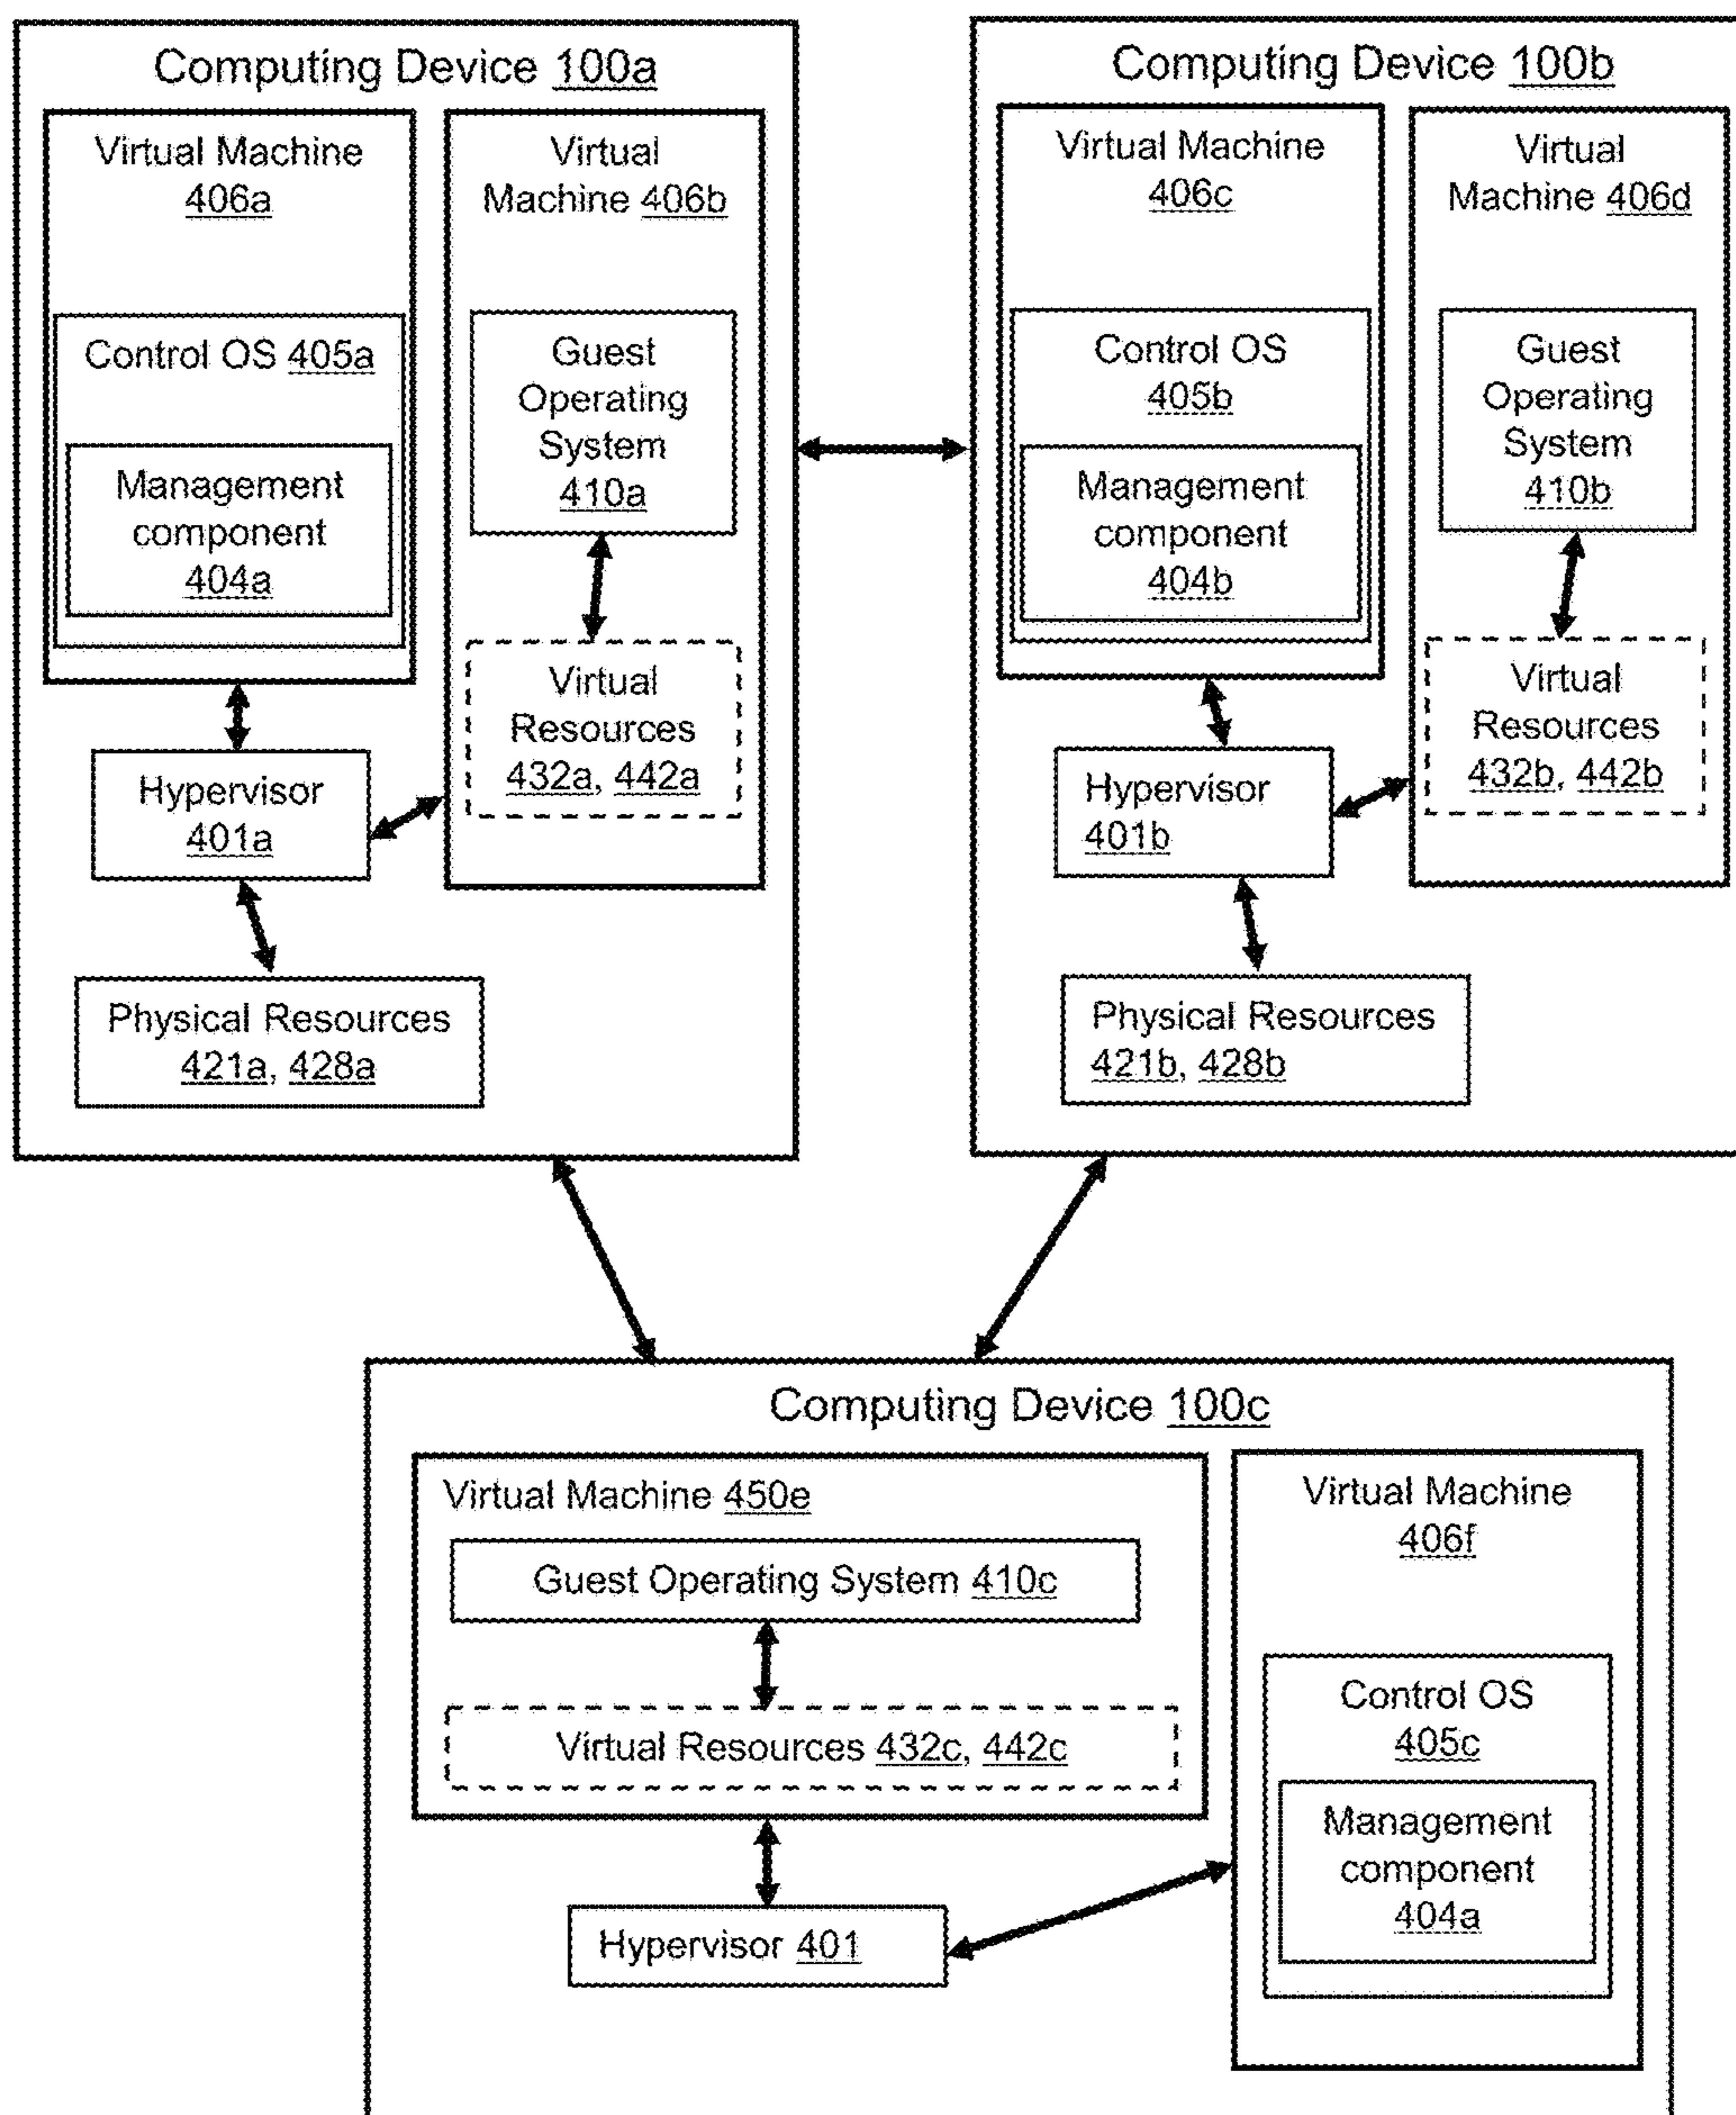 Computing Device 100a
Virtual Machine
406a
Control OS 405a
Management
component
404a
Virtual
Machine 406b
Guest
Operating
System
410a
Virtual
Resources
432a, 442a
Hypervisor
401a
Physical Resources
421a, 428a
Computing Device 100b
Virtual Machine
406c
Control OS
405b
Management
component
404b
Virtual
Machine 406d
Guest
Operating
System
410b
Virtual
Resources
432b, 442b
Hypervisor
401b
Physical Resources
421b, 428b
Computing Device 100c
Virtual Machine 450e
Guest Operating System 410c
Virtual Resources 432c, 442c
Hypervisor 401
Virtual Machine
406f
Control OS
405c
Management
component
404a